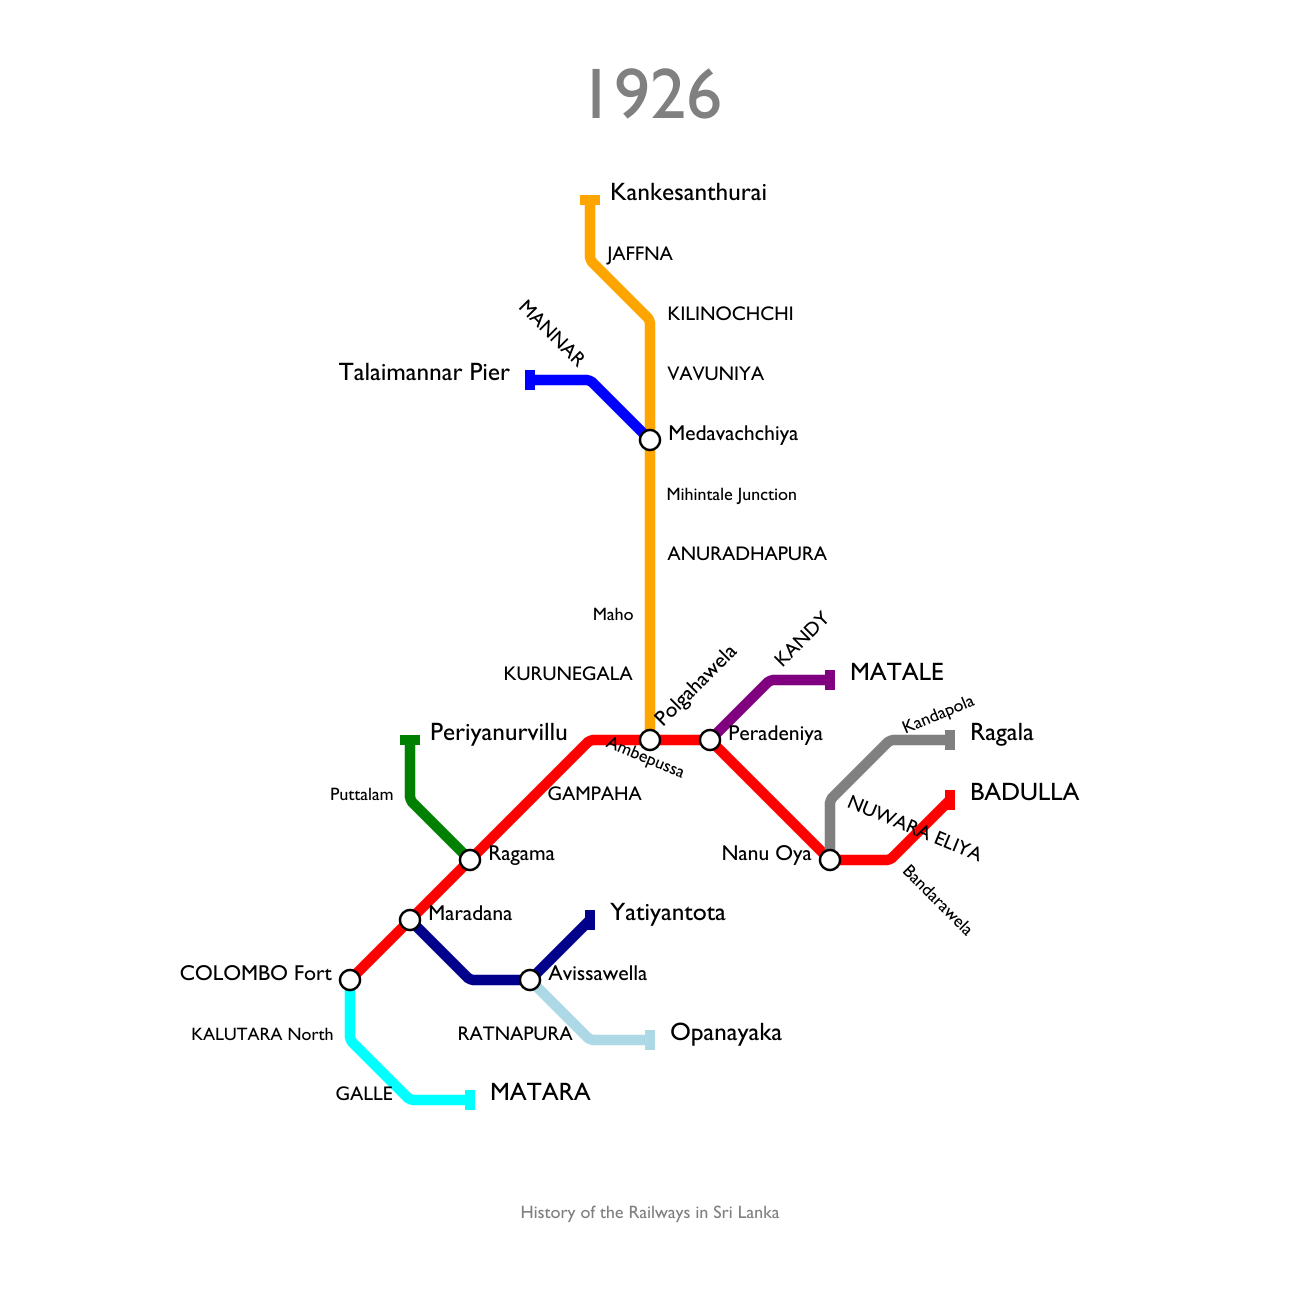 1926
Kankesanthurai
JAFFNA
KILINOCHCHI
MANNAR
Talaimannar Pier
VAVUNIYA
Medavachchiya
Mihintale Junction
ANURADHAPURA
Maho
KURUNEGALA
Polgahawela
KANDY
MATALE
Periyanurvillu
Ambepussa
Peradeniya
Kandapola
Ragala
Puttalam
GAMPAHA
NUWARA ELIYA
BADULLA
Ragama
Nanu Oya
Bandarawela
Maradana
Yatiyantota
COLOMBO Fort
Avissawella
KALUTARA North
RATNAPURA
Opanayaka
GALLE
MATARA
History of the Railways in Sri Lanka